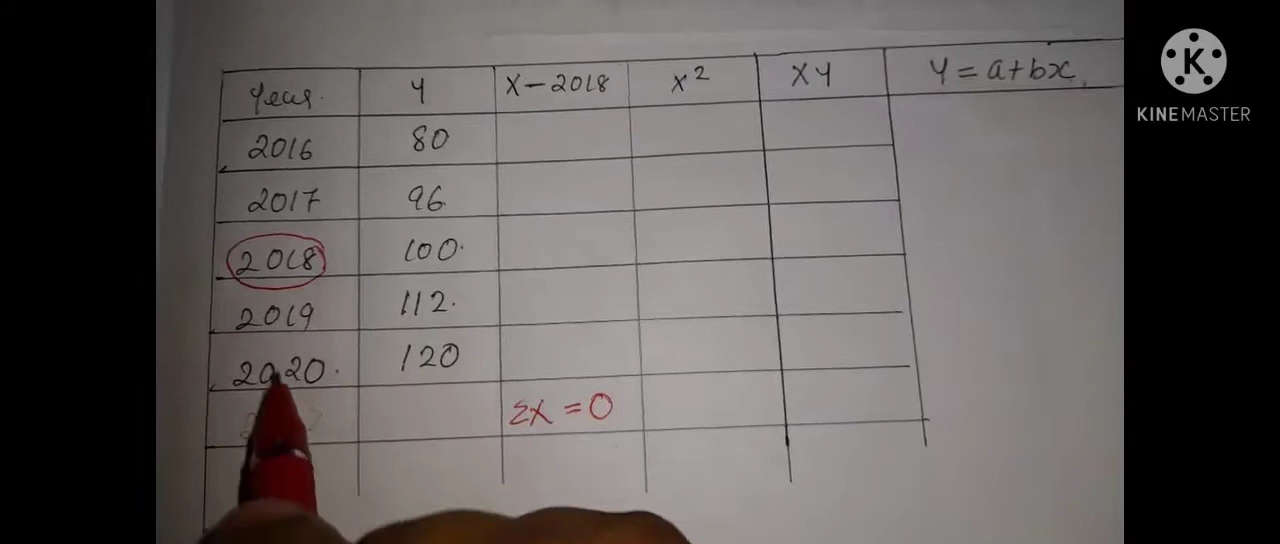 Year. Y X-2018 x² XY Y=a+bx
2016 80
2017 96
2018 100
2019 112
2020 120
Σx = 0
K
KINEMASTER